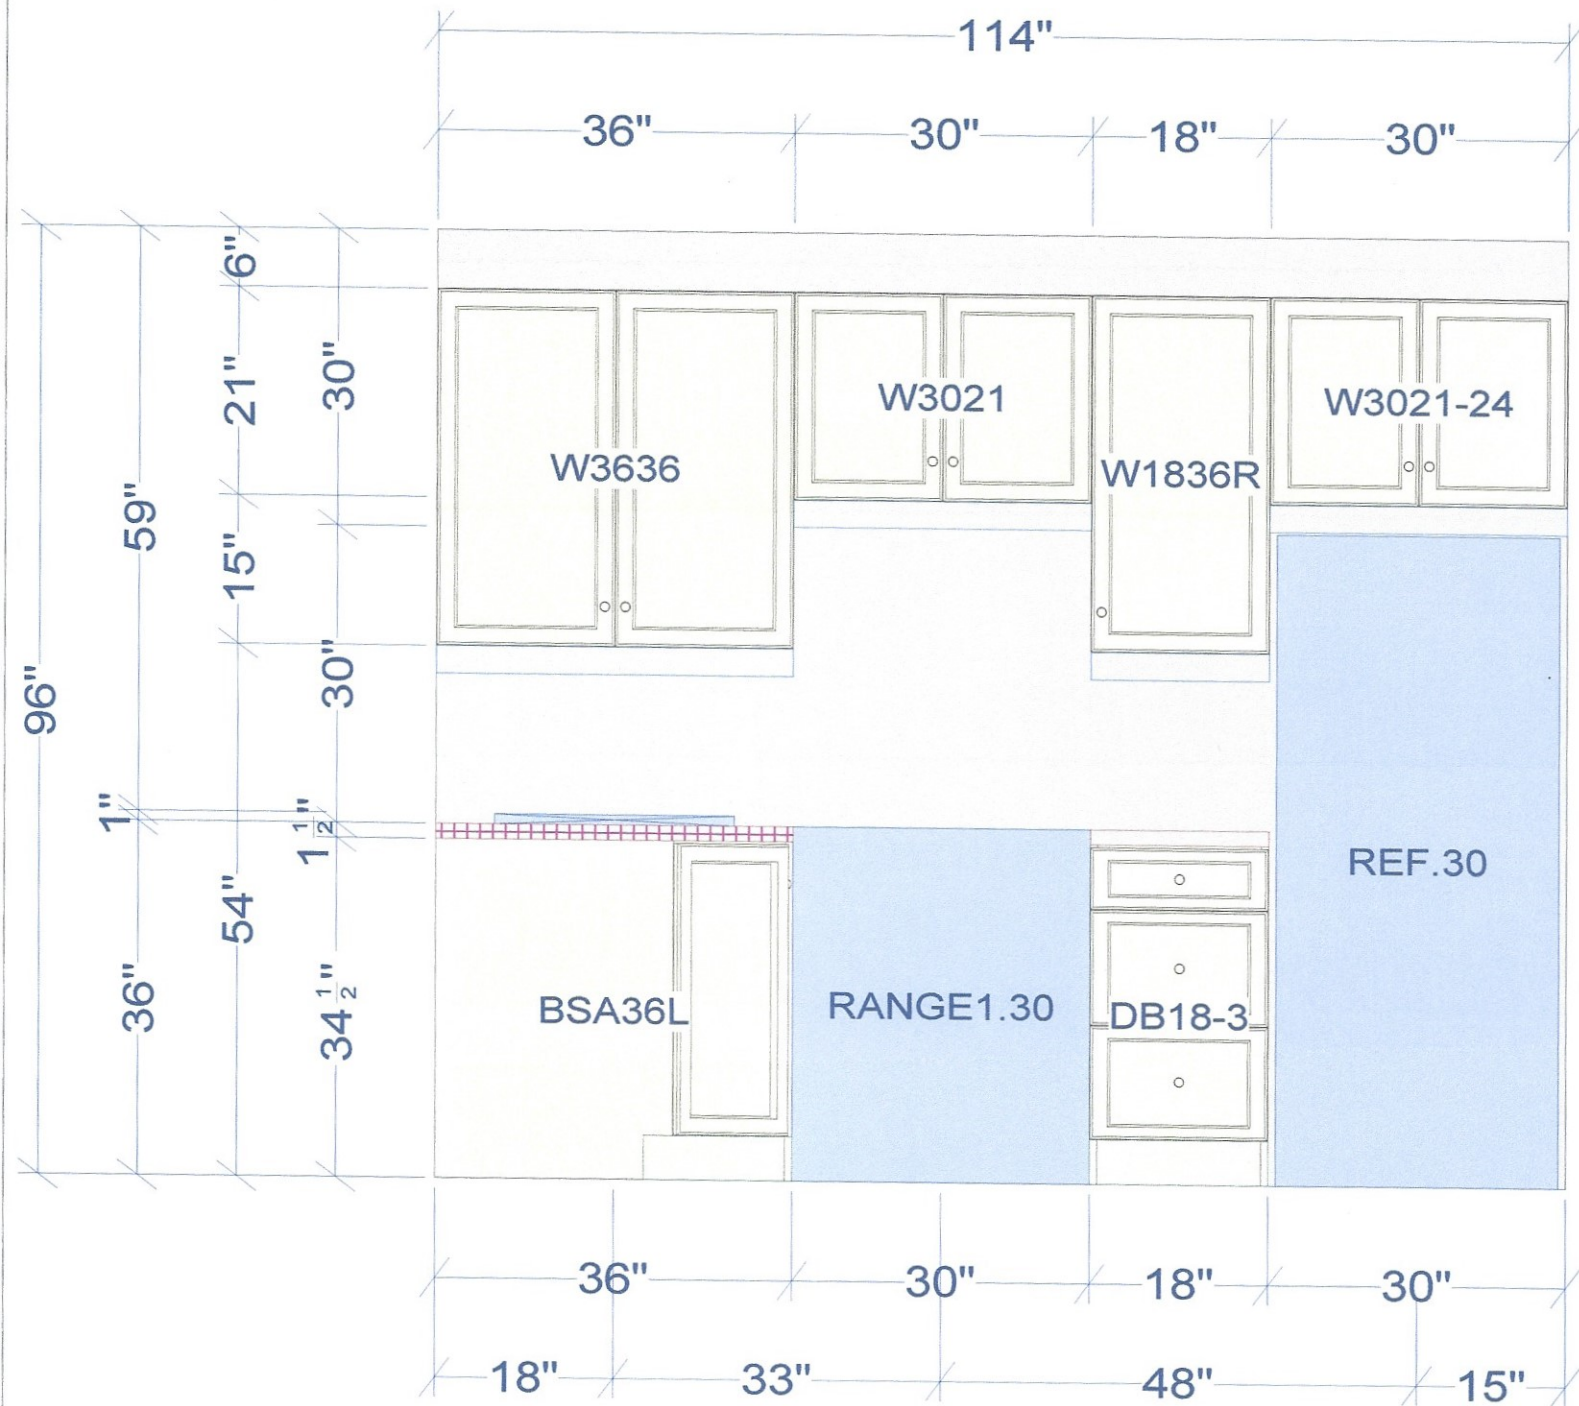 114"
36" 30" 18" 30"
6"
21"
30"
W3021
W3021-24
W3636
W1836R
59"
15"
30"
96"
1"
1 1/2"
REF.30
54"
36"
34 1/2"
BSA36L
RANGE1.30
DB18-3
36" 30" 18" 30"
18" 33" 48" 15"